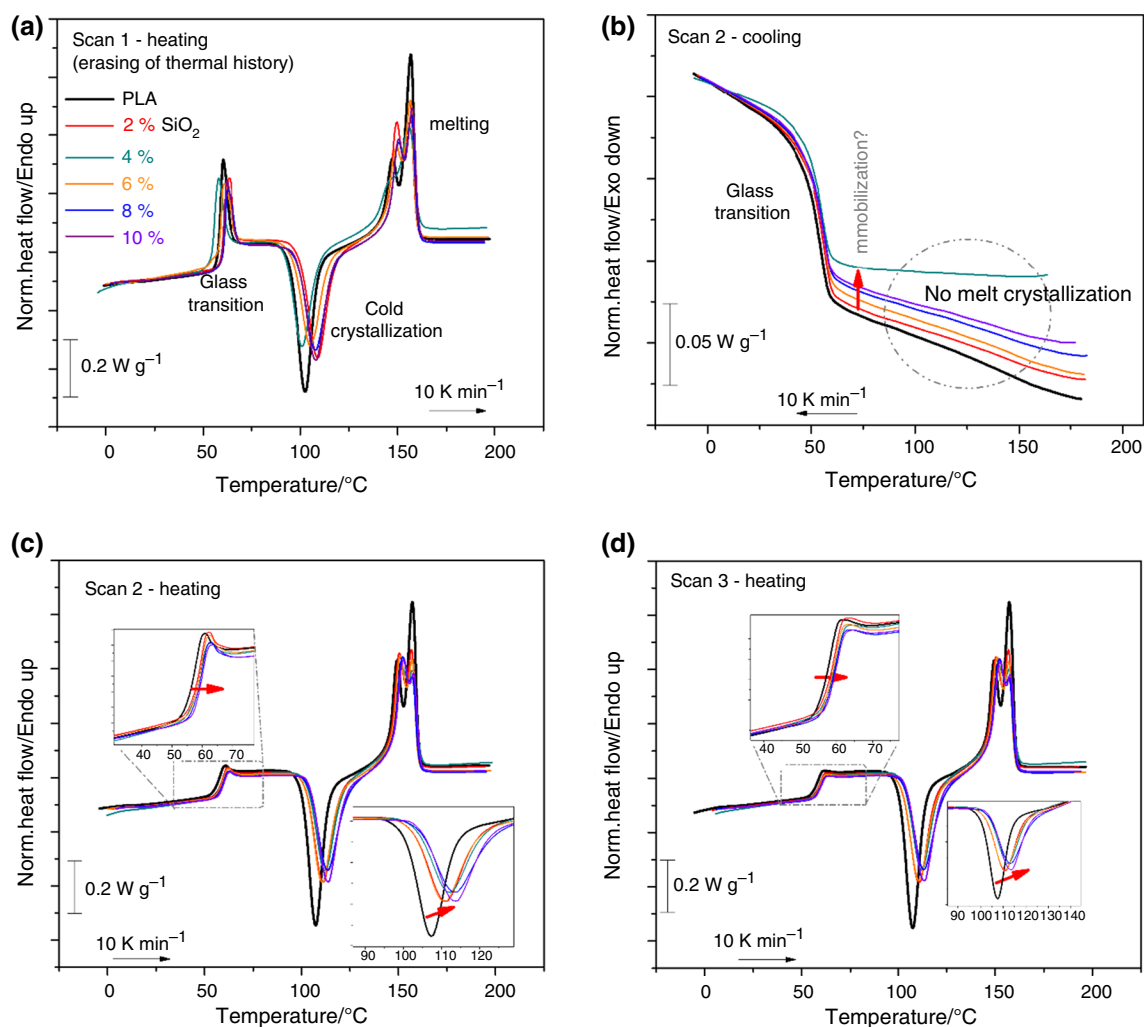 (a)
Scan 1 - heating
(erasing of thermal history)
PLA
2 % SiO₂
4 %
6 %
8 %
10 %
melting
Glass
transition
Cold
crystallization
0.2 W g⁻¹
10 K min⁻¹
Norm.heat flow/Endo up
0 50 100 150 200
Temperature/°C
(b)
Scan 2 - cooling
Glass
transition
mmobilization?
No melt crystallization
0.05 W g⁻¹
10 K min⁻¹
Norm.heat flow/Exo down
0 50 100 150 200
Temperature/°C
(c)
Scan 2 - heating
40 50 60 70
0.2 W g⁻¹
10 K min⁻¹
90 100 110 120
Norm.heat flow/Endo up
0 50 100 150 200
Temperature/°C
(d)
Scan 3 - heating
40 50 60 70
0.2 W g⁻¹
10 K min⁻¹
90 100 110 120 130 140
Norm.heat flow/Endo up
0 50 100 150 200
Temperature/°C